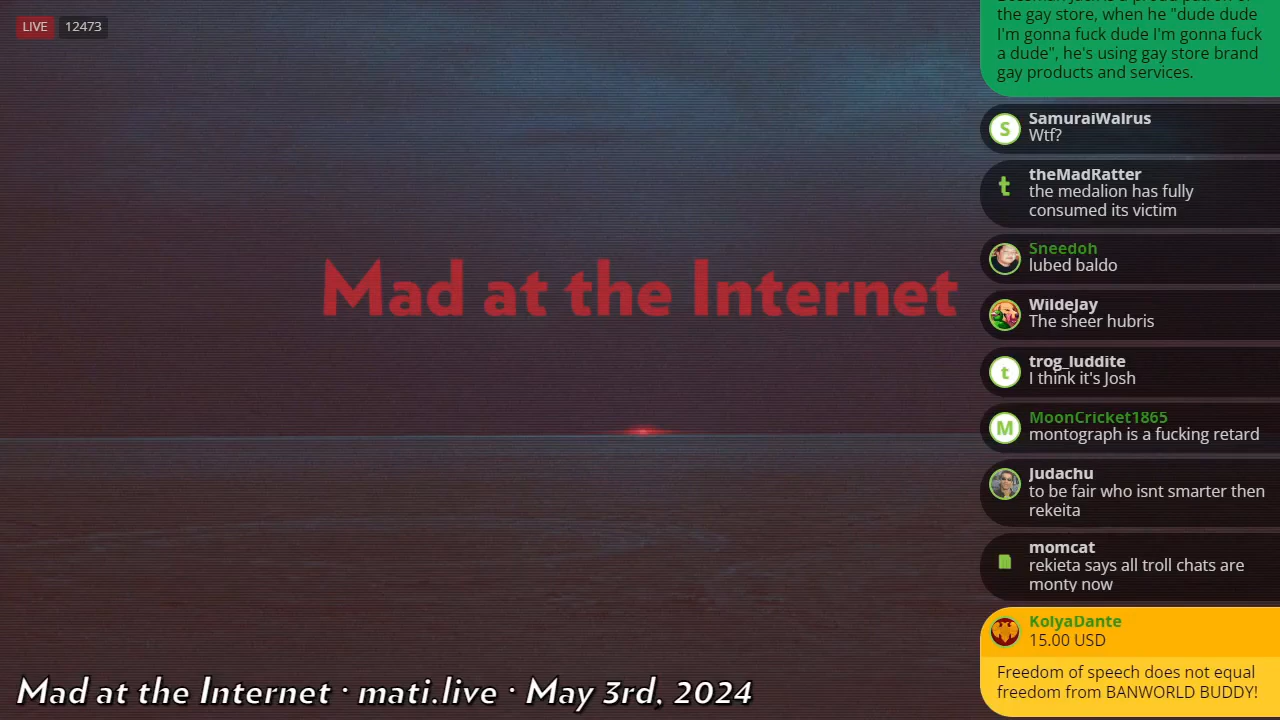 LIVE 12473
the gay store, when he "dude dude
I'm gonna fuck dude I'm gonna fuck
a dude", he's using gay store brand
gay products and services.
S
SamuraiWalrus
Wtf?
t
theMadRatter
the medalion has fully
consumed its victim
Sneedoh
lubed baldo
WildeJay
The sheer hubris
t
trog_luddite
I think it's Josh
M
MoonCricket1865
montograph is a fucking retard
Judachu
to be fair who isnt smarter then
rekeita
m
momcat
rekieta says all troll chats are
monty now
KolyaDante
15.00 USD
Freedom of speech does not equal
freedom from BANWORLD BUDDY!
Mad at the Internet
Mad at the Internet · mati.live · May 3rd, 2024